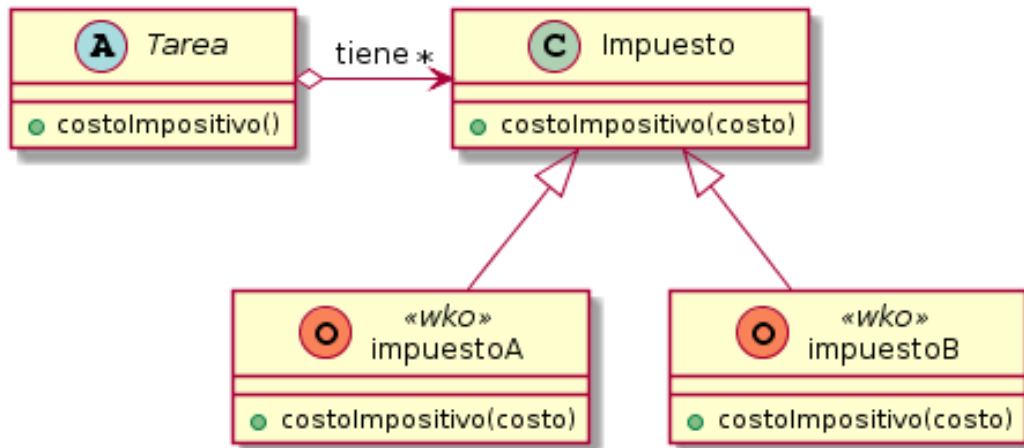 A Tarea
costoImpositivo()
tiene *
C Impuesto
costoImpositivo(costo)
O «wko»
impuestoA
costoImpositivo(costo)
O «wko»
impuestoB
costoImpositivo(costo)